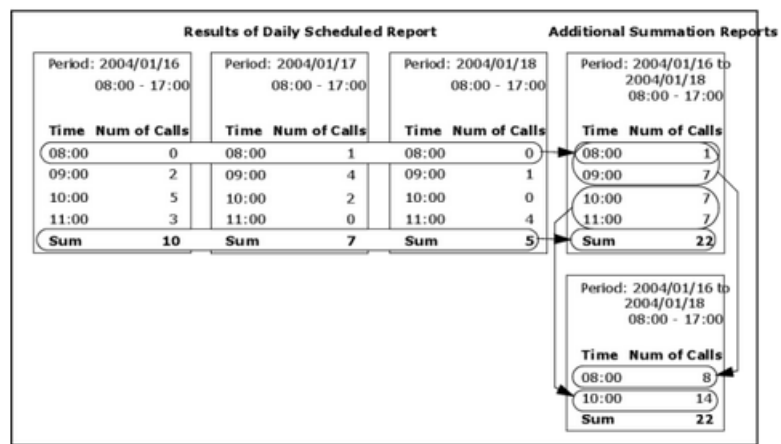 Results of Daily Scheduled Report
Additional Summation Reports
Period: 2004/01/16
08:00 - 17:00
Time Num of Calls
08:00 0
09:00 2
10:00 5
11:00 3
Sum 10
Period: 2004/01/17
08:00 - 17:00
Time Num of Calls
08:00 1
09:00 4
10:00 2
11:00 0
Sum 7
Period: 2004/01/18
08:00 - 17:00
Time Num of Calls
08:00 0
09:00 1
10:00 0
11:00 4
Sum 5
Period: 2004/01/16 to
2004/01/18
08:00 - 17:00
Time Num of Calls
08:00 1
09:00 7
10:00 7
11:00 7
Sum 22
Period: 2004/01/16 to
2004/01/18
08:00 - 17:00
Time Num of Calls
08:00 8
10:00 14
Sum 22